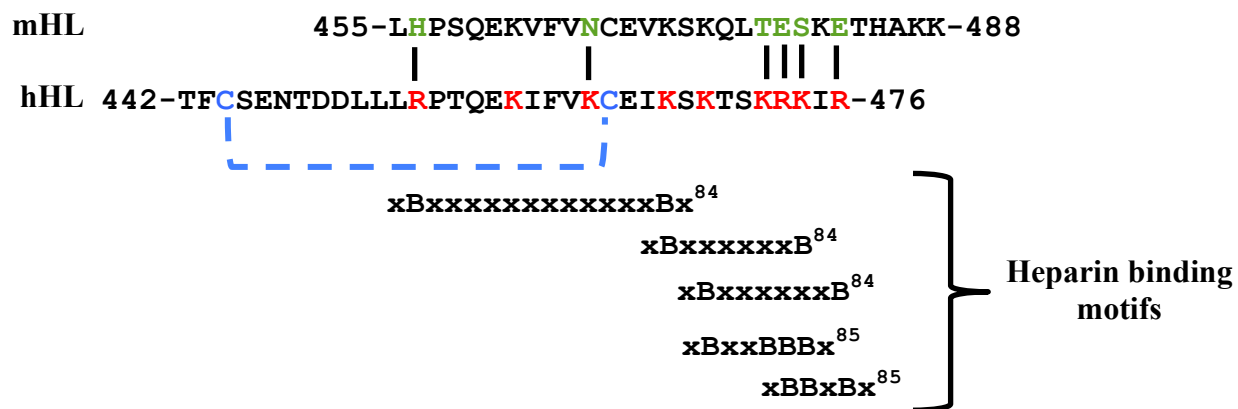 mHL 455-LHPSQEKVFVNCEVKSKQLTESKETHAKK-488
hHL 442-TFCSENTDDLLLRPTQEKIFVKCEIKSKTSKRKIR-476
xBxxxxxxxxxxxxBx84
xBxxxxxxB84
xBxxxxxxB84
xBxxBBBx85
xBBxBx85
Heparin binding
motifs